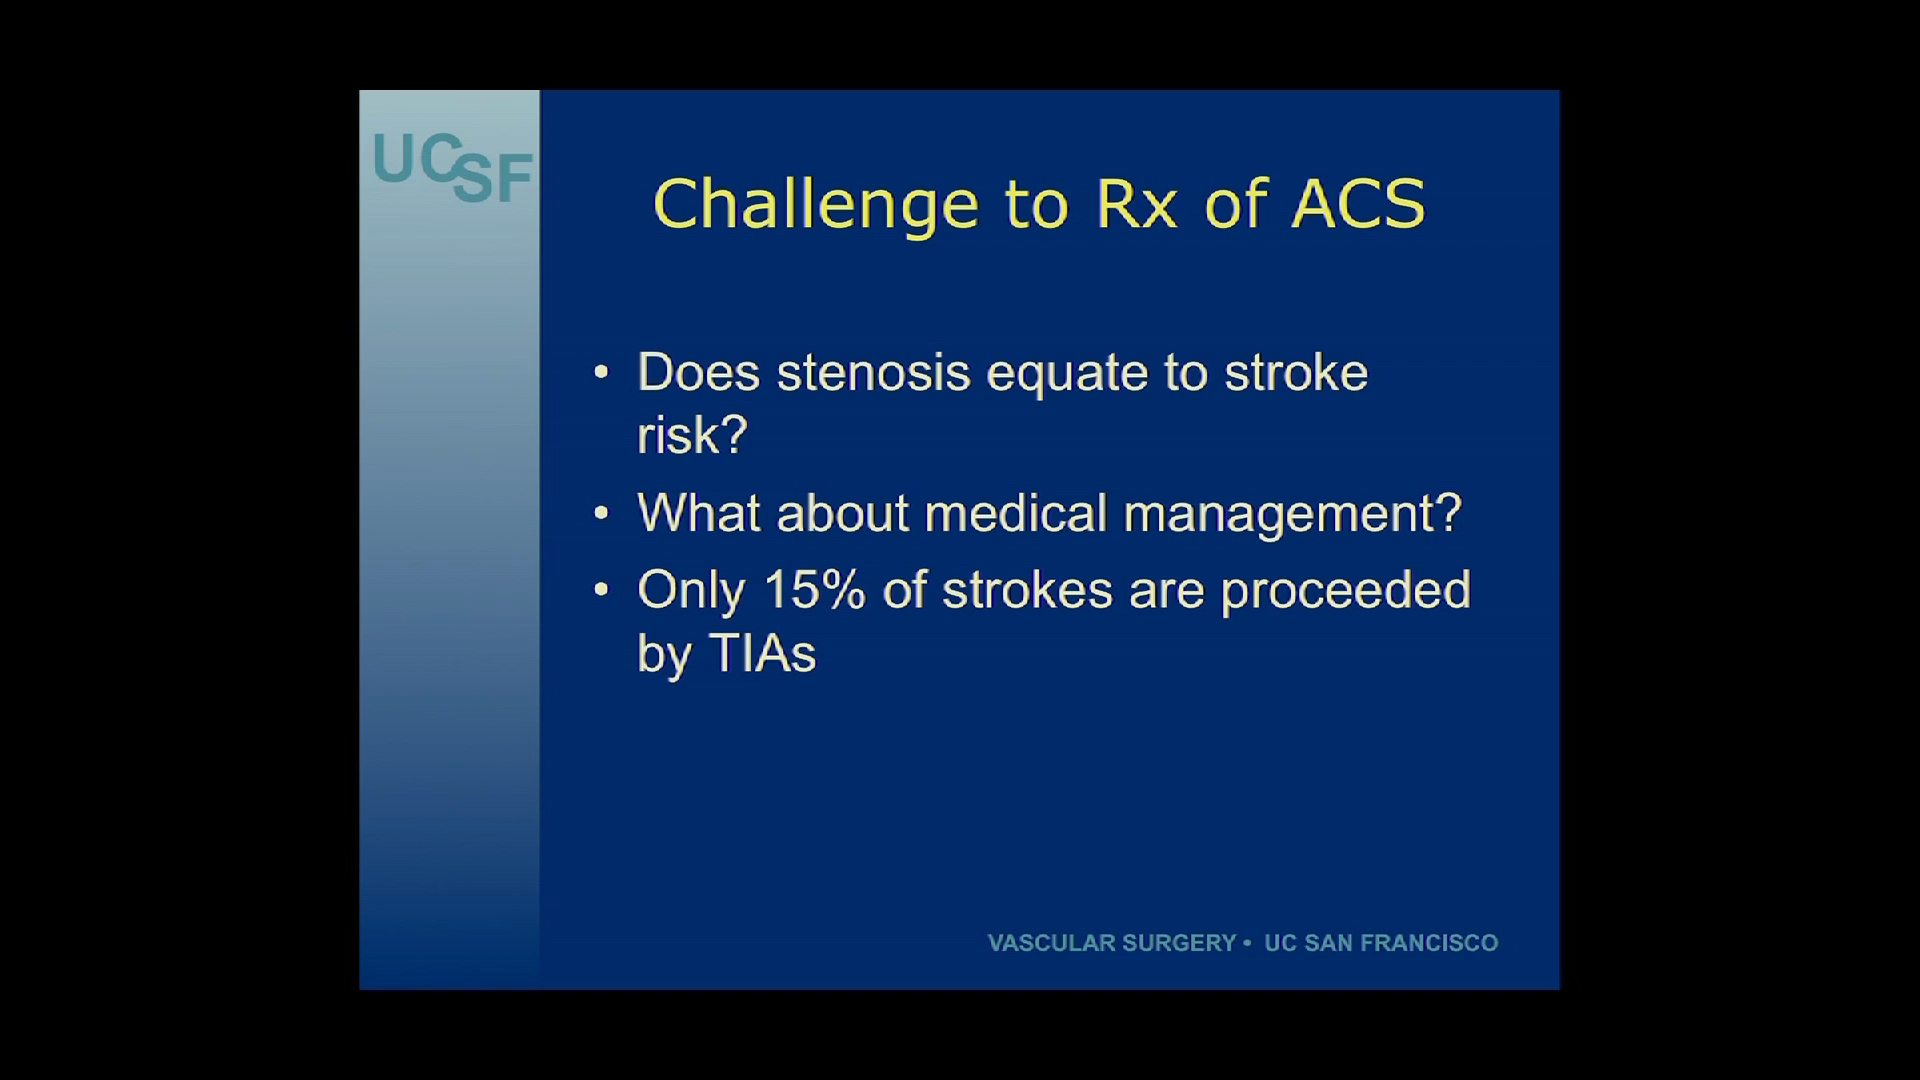 UCSF
Challenge to Rx of ACS
• Does stenosis equate to stroke
risk?
• What about medical management?
• Only 15% of strokes are proceeded
by TIAs
VASCULAR SURGERY • UC SAN FRANCISCO